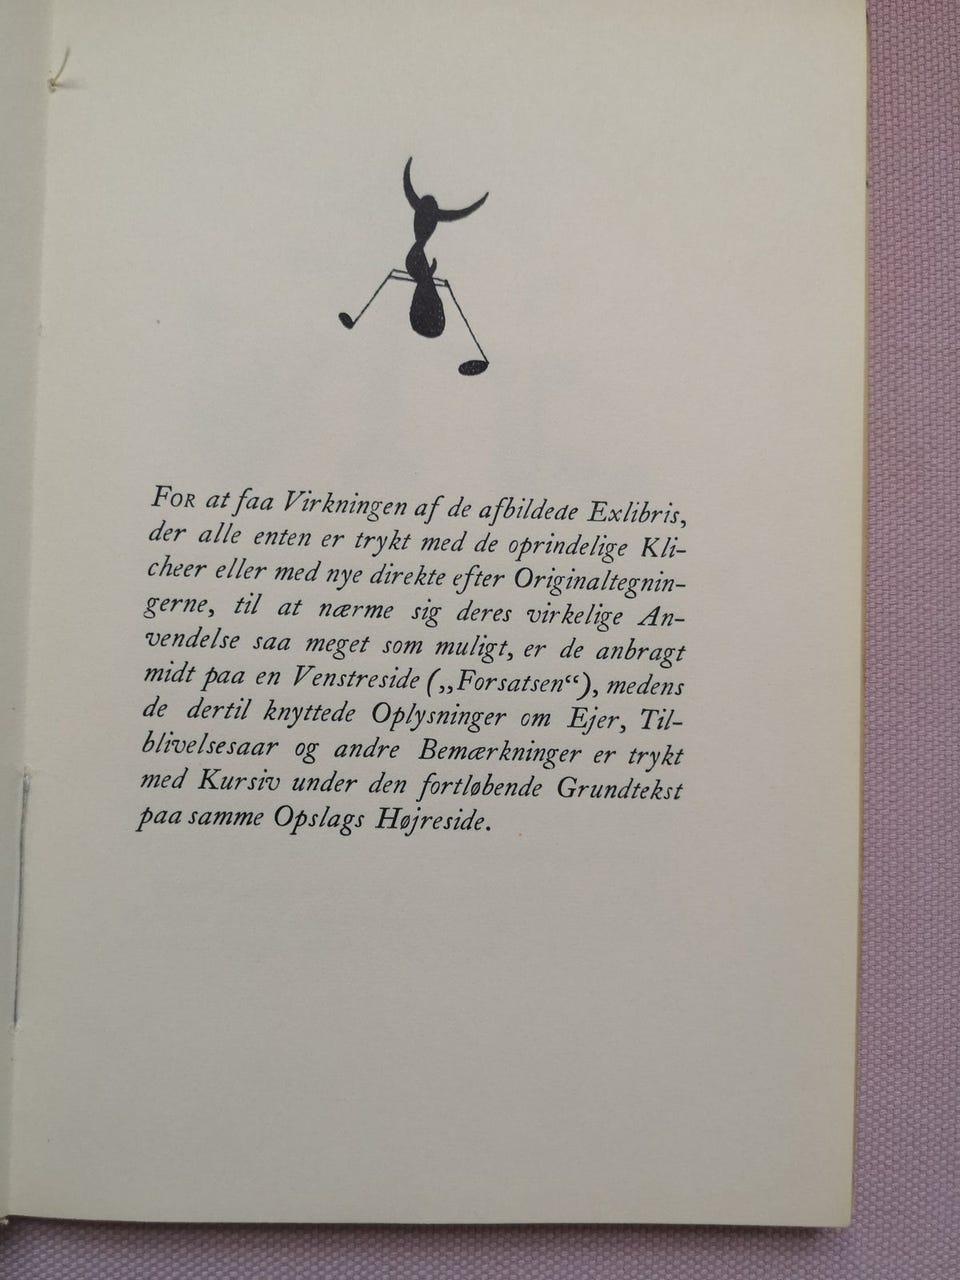 For at faa Virkningen af de afbildede Exlibris,
der alle enten er trykt med de oprindelige Kli-
cheer eller med nye direkte efter Originaltegnin-
gerne, til at nærme sig deres virkelige An-
vendelse saa meget som muligt, er de anbragt
midt paa en Venstreside („Forsatsen“), medens
de dertil knyttede Oplysninger om Ejer, Til-
blivelsesaar og andre Bemærkninger er trykt
med Kursiv under den fortløbende Grundtekst
paa samme Opslags Højreside.